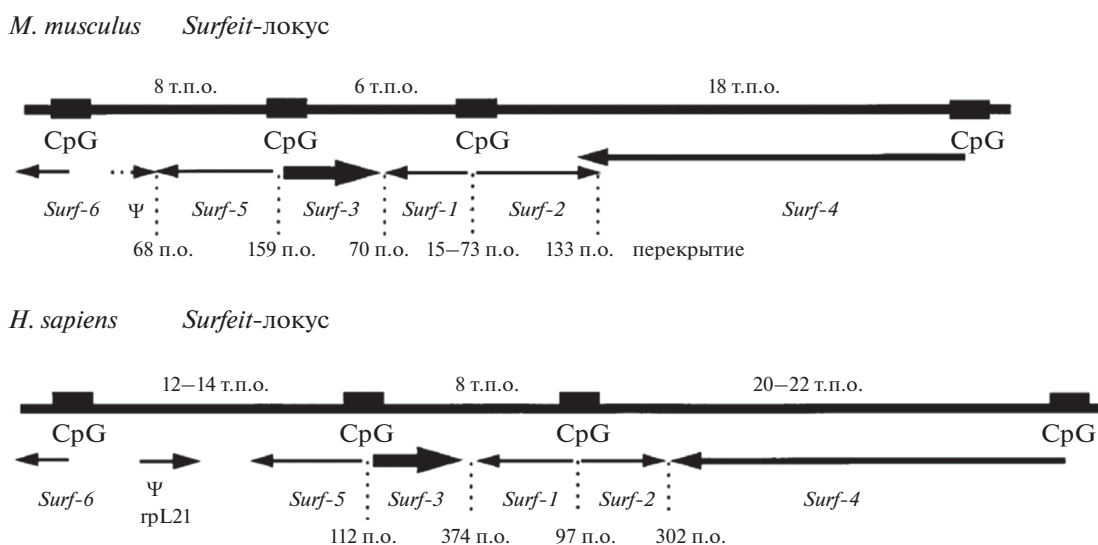 M. musculus Surfeit-локус
8 т.п.о. 6 т.п.о. 18 т.п.о.
CpG CpG CpG CpG
Surf-6 Ψ Surf-5 Surf-3 Surf-1 Surf-2 Surf-4
68 п.о. 159 п.о. 70 п.о. 15–73 п.о. 133 п.о. перекрытие
H. sapiens Surfeit-локус
12–14 т.п.о. 8 т.п.о. 20–22 т.п.о.
CpG CpG CpG CpG
Surf-6 Ψ Surf-5 Surf-3 Surf-1 Surf-2 Surf-4
rpL21
112 п.о. 374 п.о. 97 п.о. 302 п.о.